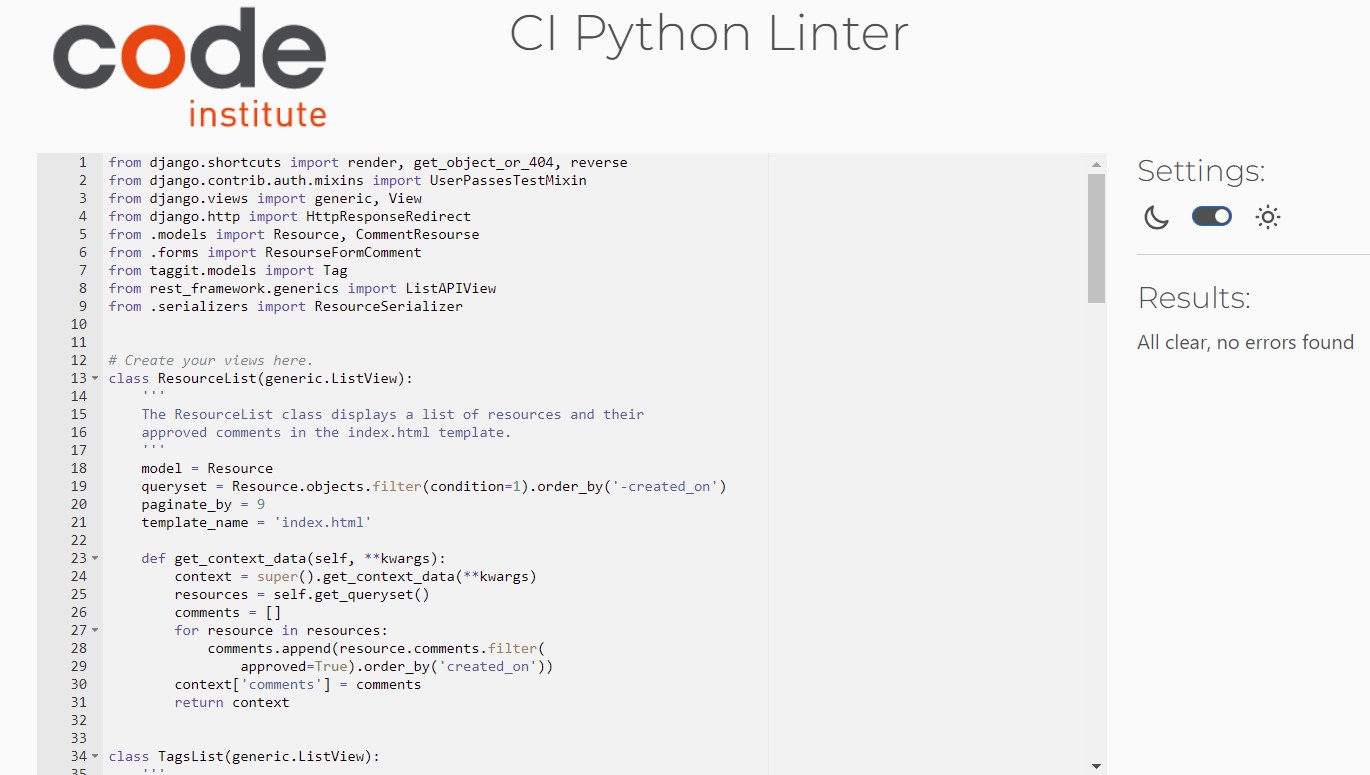 code
institute
CI Python Linter
1 from django.shortcuts import render, get_object_or_404, reverse
2 from django.contrib.auth.mixins import UserPassesTestMixin
3 from django.views import generic, View
4 from django.http import HttpResponseRedirect
5 from .models import Resource, CommentResourse
6 from .forms import ResourseFormComment
7 from taggit.models import Tag
8 from rest_framework.generics import ListAPIView
9 from .serializers import ResourceSerializer
10
11
12 # Create your views here.
13 class ResourceList(generic.ListView):
14     '''
15     The ResourceList class displays a list of resources and their
16     approved comments in the index.html template.
17     '''
18     model = Resource
19     queryset = Resource.objects.filter(condition=1).order_by('-created_on')
20     paginate_by = 9
21     template_name = 'index.html'
22
23     def get_context_data(self, **kwargs):
24         context = super().get_context_data(**kwargs)
25         resources = self.get_queryset()
26         comments = []
27         for resource in resources:
28             comments.append(resource.comments.filter(
29                 approved=True).order_by('created_on'))
30         context['comments'] = comments
31         return context
32
33
34 class TagsList(generic.ListView):
35     '''
Settings:
Results:
All clear, no errors found